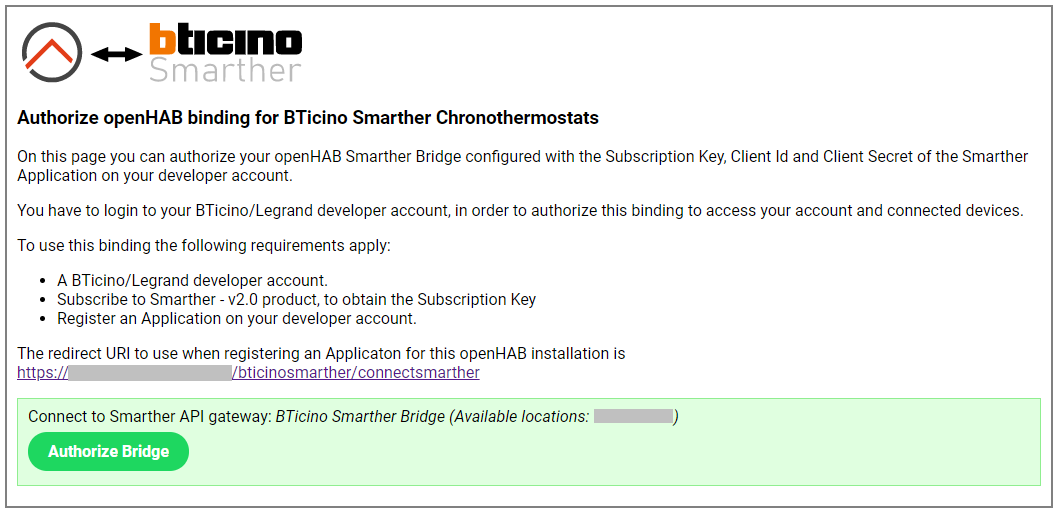 bticino
Smarther
Authorize openHAB binding for BTicino Smarther Chronothermostats
On this page you can authorize your openHAB Smarther Bridge configured with the Subscription Key, Client Id and Client Secret of the Smarther
Application on your developer account.
You have to login to your BTicino/Legrand developer account, in order to authorize this binding to access your account and connected devices.
To use this binding the following requirements apply:
• A BTicino/Legrand developer account.
• Subscribe to Smarther - v2.0 product, to obtain the Subscription Key
• Register an Application on your developer account.
The redirect URI to use when registering an Applicaton for this openHAB installation is
https:// /bticinosmarther/connectsmarther
Connect to Smarther API gateway: BTicino Smarther Bridge (Available locations: )
Authorize Bridge